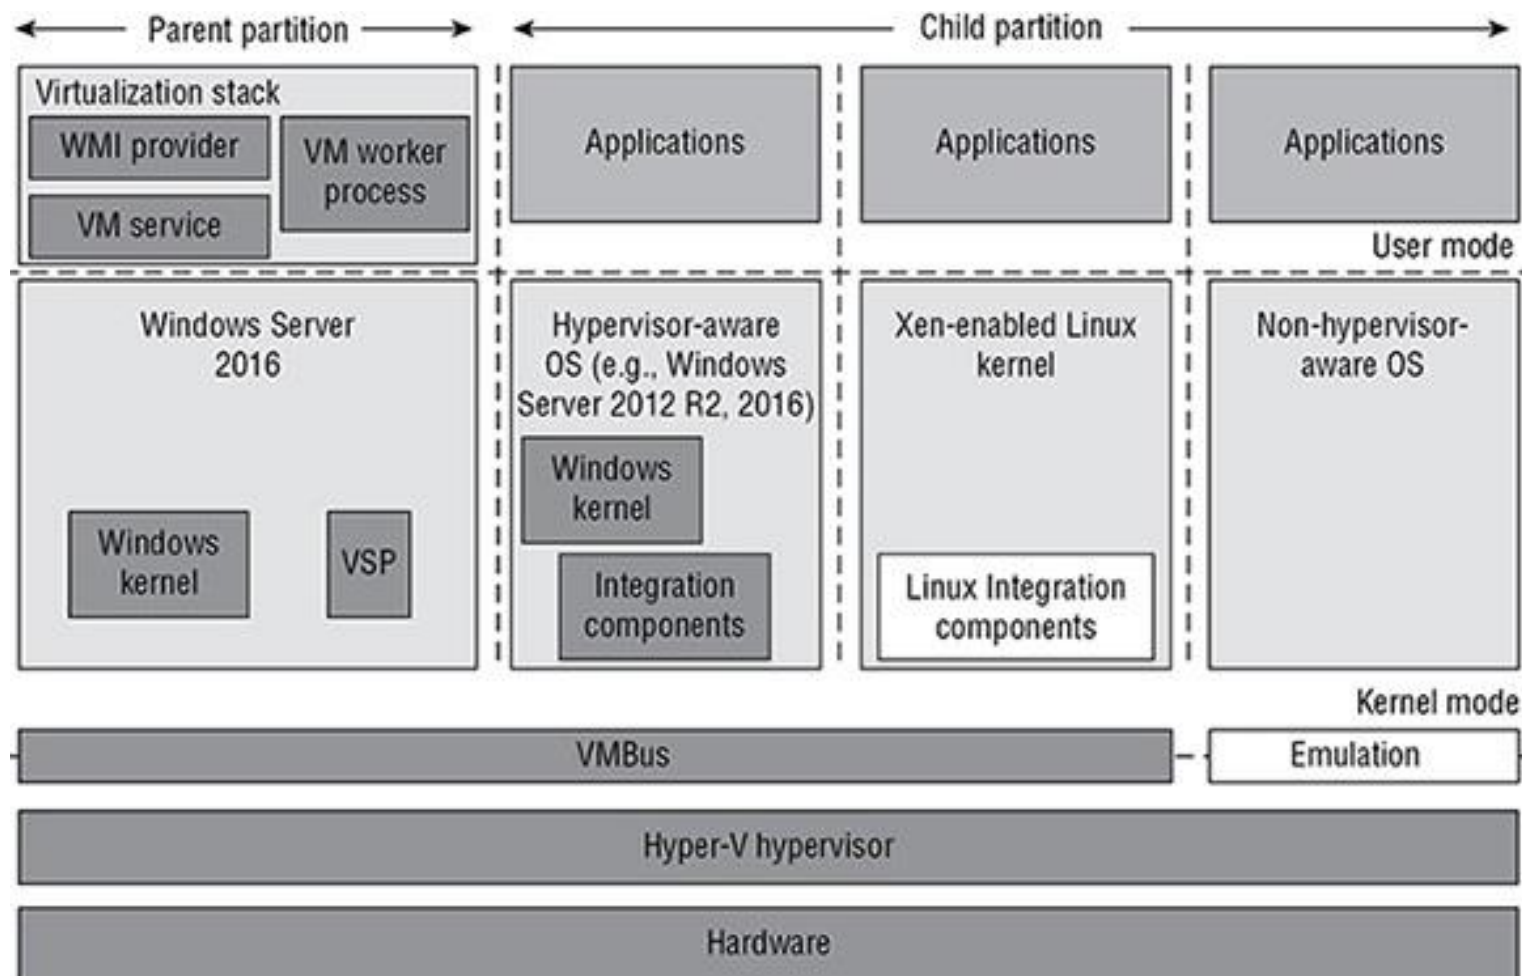 Parent partition
Child partition
Virtualization stack
WMI provider
VM service
VM worker
process
Applications
Applications
Applications
User mode
Windows Server
2016
Windows
kernel
VSP
Hypervisor-aware
OS (e.g., Windows
Server 2012 R2, 2016)
Windows
kernel
Integration
components
Xen-enabled Linux
kernel
Linux Integration
components
Non-hypervisor-
aware OS
Kernel mode
VMBus
Emulation
Hyper-V hypervisor
Hardware